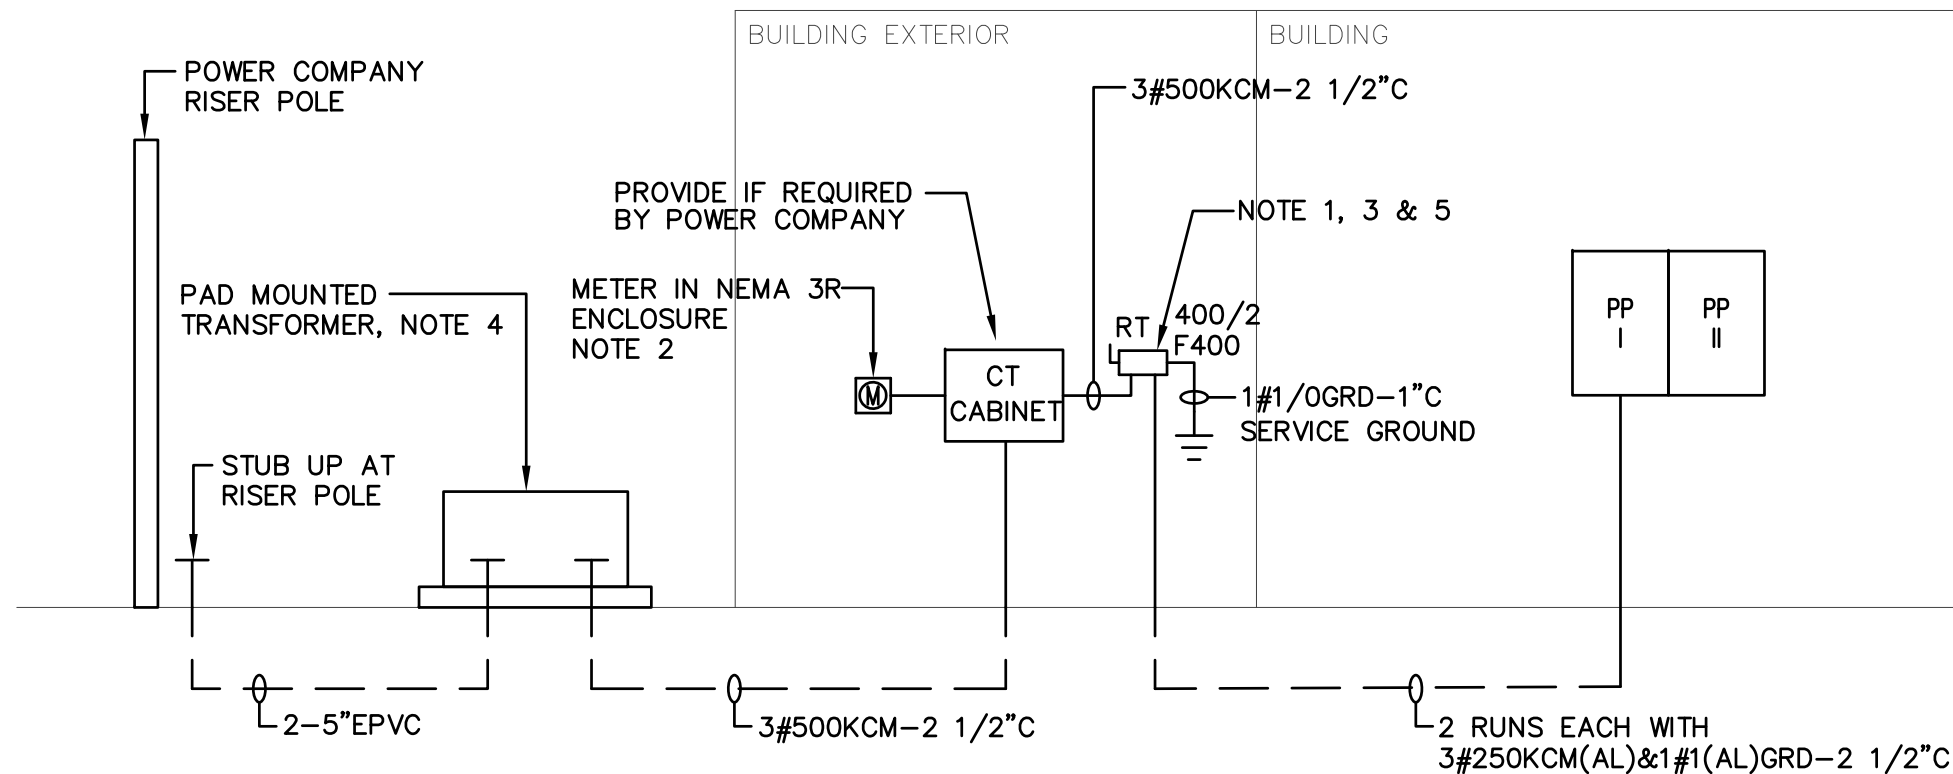 BUILDING EXTERIOR
BUILDING
POWER COMPANY
RISER POLE
3#500KCM-2 1/2"C
PROVIDE IF REQUIRED
BY POWER COMPANY
NOTE 1, 3 & 5
PAD MOUNTED
TRANSFORMER, NOTE 4
METER IN NEMA 3R
ENCLOSURE
NOTE 2
RT
400/2
F400
PP
I
PP
II
CT
CABINET
M
1#1/0GRD-1"C
SERVICE GROUND
STUB UP AT
RISER POLE
2-5"EPVC
3#500KCM-2 1/2"C
2 RUNS EACH WITH
3#250KCM(AL)&1#1(AL)GRD-2 1/2"C